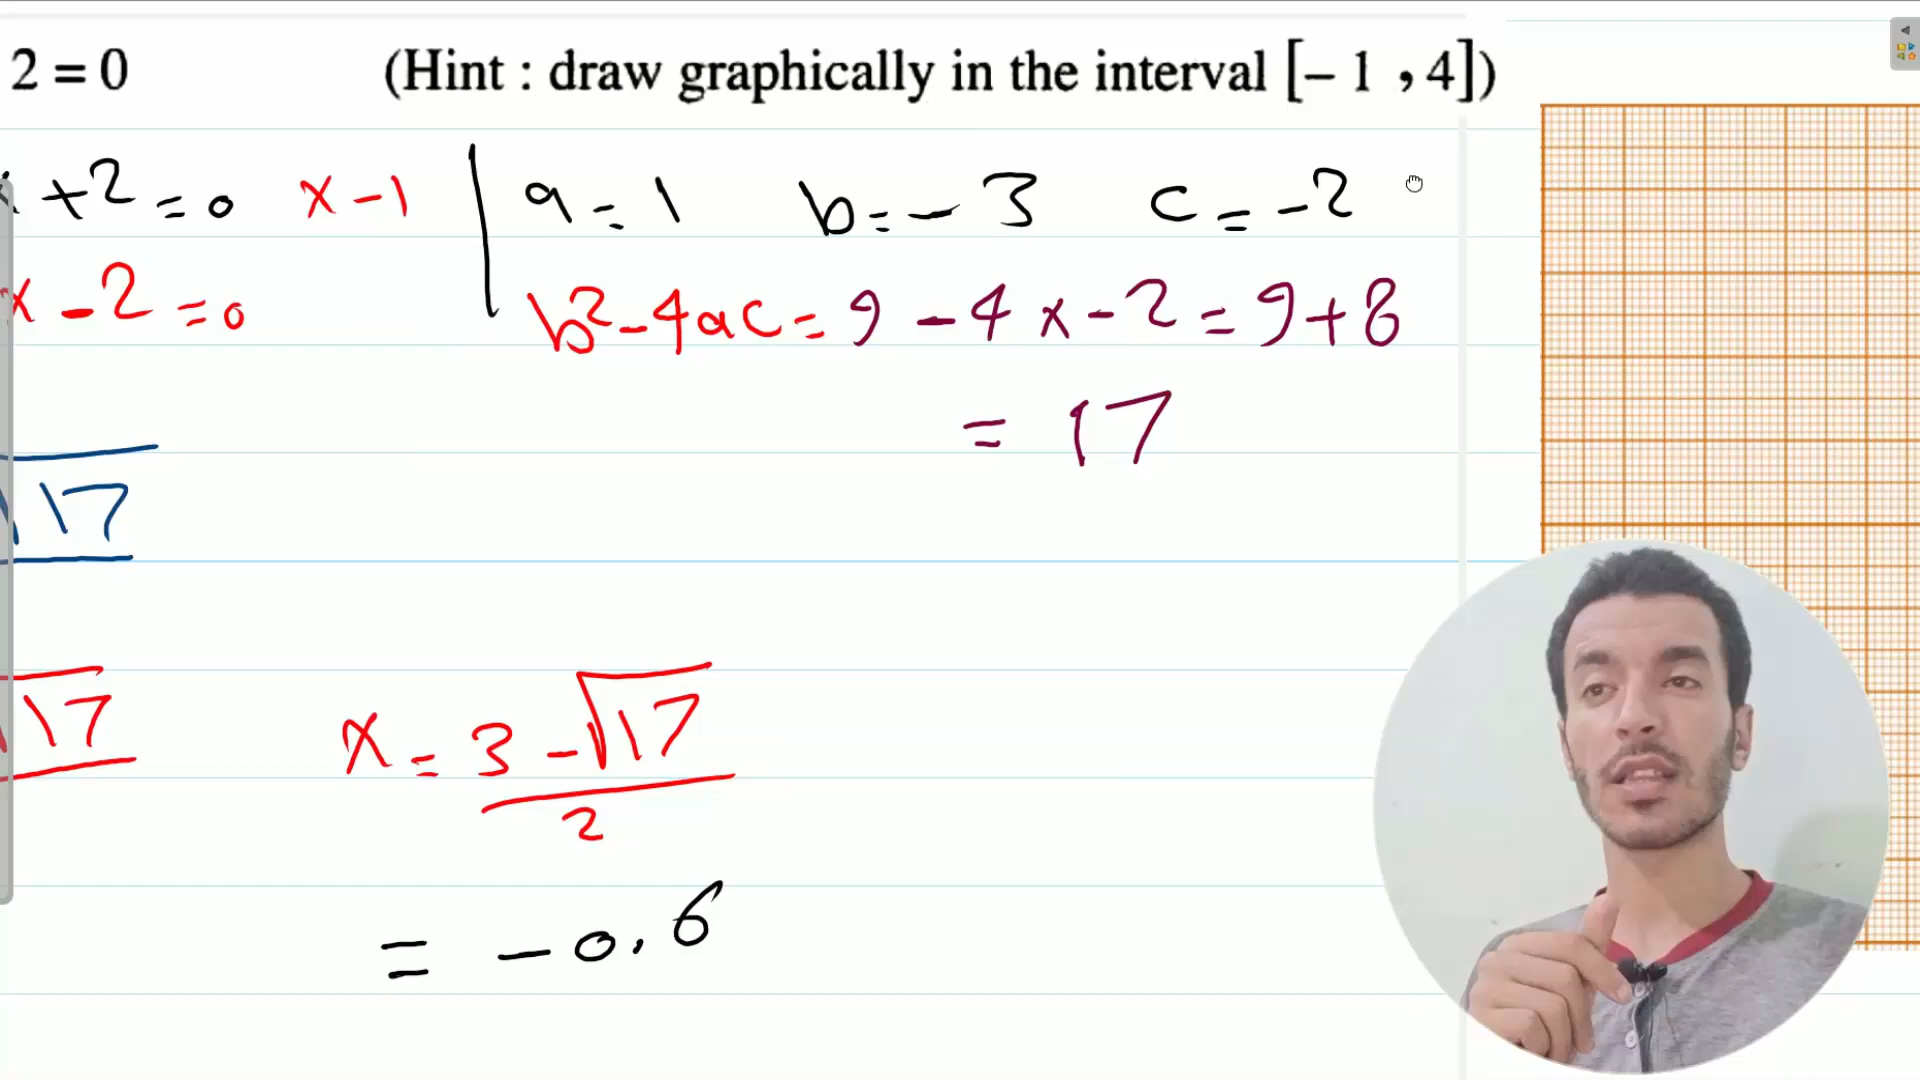 2 = 0 (Hint : draw graphically in the interval [– 1 , 4])
x + 2 = 0 x - 1
a = 1 b = - 3 c = - 2
x - 2 = 0
b² - 4ac = 9 - 4 x - 2 = 9 + 8
= 17
√17
√17
x = 3 - √17 / 2
= - 0.6